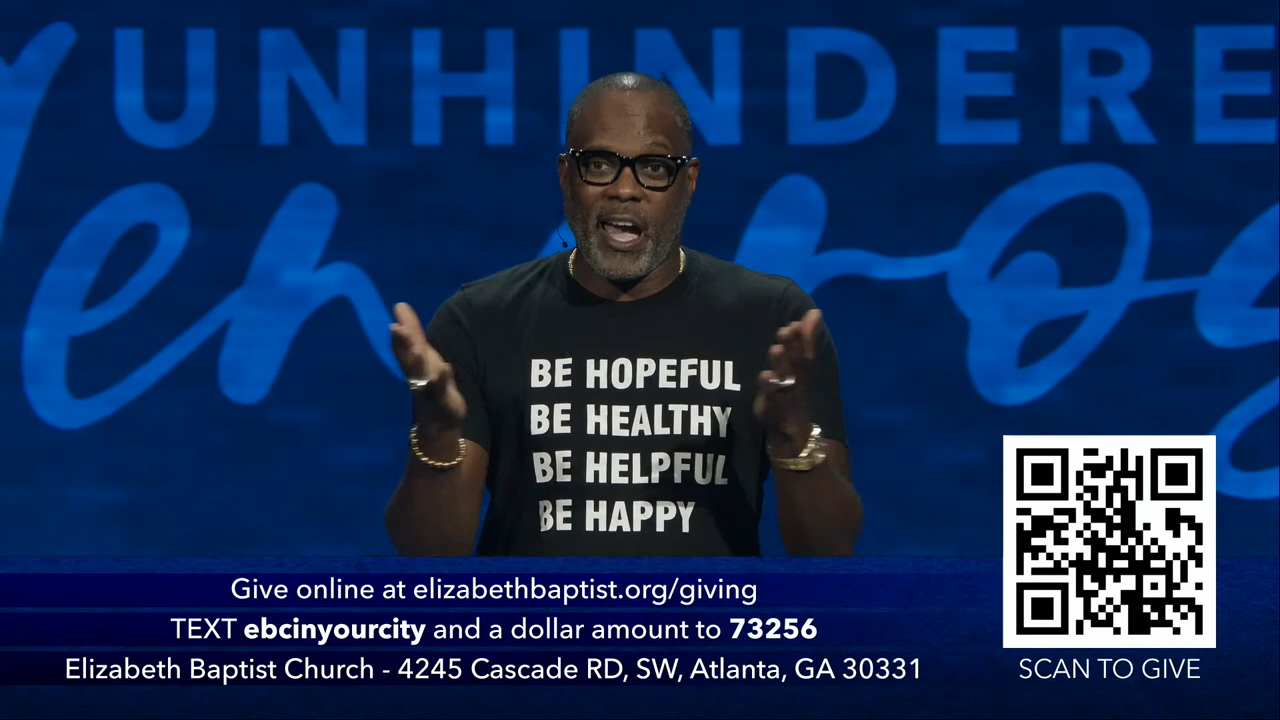 UNHINDERE
BE HOPEFUL
BE HEALTHY
BE HELPFUL
BE HAPPY
Give online at elizabethbaptist.org/giving
TEXT ebcinyourcity and a dollar amount to 73256
Elizabeth Baptist Church - 4245 Cascade RD, SW, Atlanta, GA 30331
SCAN TO GIVE